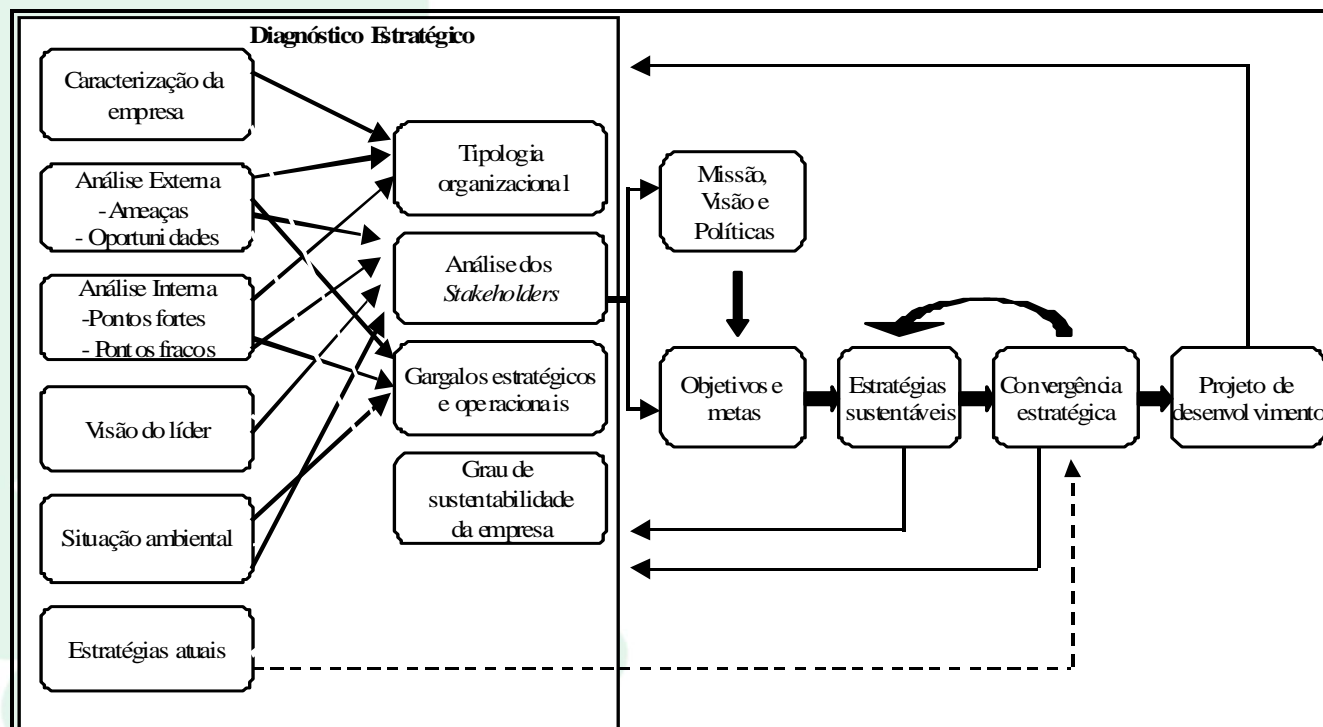 Diagnóstico Estratégico
Caracterização da
empresa
Análise Externa
- Ameaças
- Oportunidades
Análise Interna
-Pontos fortes
- Pontos fracos
Visão do líder
Situação ambiental
Estratégias atuais
Tipologia
organizacional
Análise dos
Stakeholders
Gargalos estratégicos
e operacionais
Grau de
sustentabilidade
da empresa
Missão,
Visão e
Políticas
Objetivos e
metas
Estratégias
sustentáveis
Convergência
estratégica
Projeto de
desenvolvimento